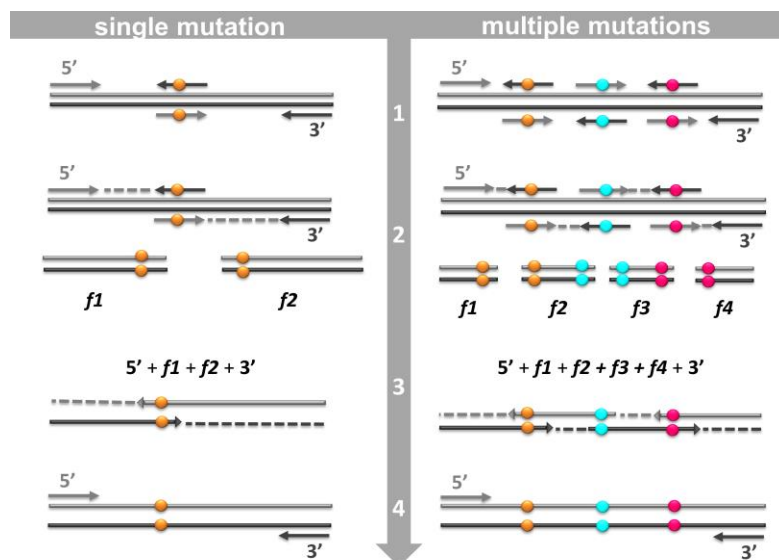 single mutation
multiple mutations
5’
3’
5’
3’
1
5’
3’
5’
3’
2
f1
f2
f1
f2
f3
f4
5’ + f1 + f2 + 3’
5’ + f1 + f2 + f3 + f4 + 3’
3
5’
3’
5’
3’
4